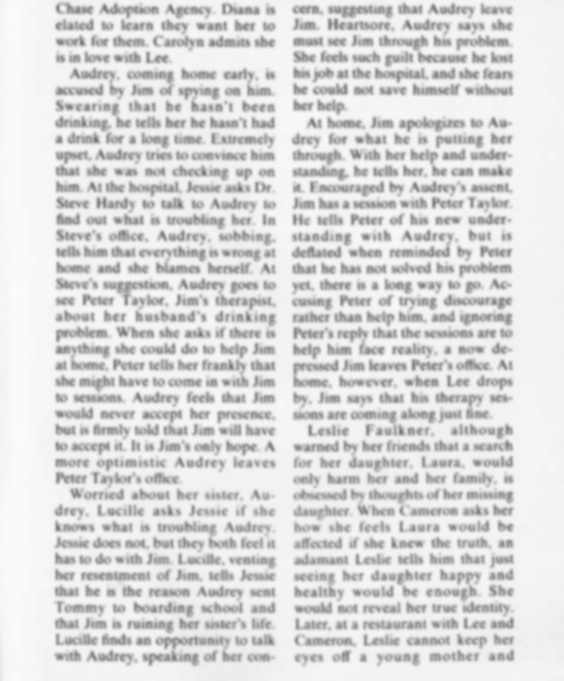 Chase Adoption Agency. Diana is
elated to learn they want her to
work for them. Carolyn admits she
is in love with Lee.
Audrey, coming home early, is
accused by Jim of spying on him.
Swearing that he hasn't been
drinking, he tells her he hasn't had
a drink for a long time. Extremely
upset, Audrey tries to convince him
that she was not checking up on
him. At the hospital, Jessie asks Dr.
Steve Hardy to talk to Audrey to
find out what is troubling her. In
Steve's office, Audrey, sobbing,
tells him that everything is wrong at
home and she blames herself. At
Steve's suggestion, Audrey goes to
see Peter Taylor, Jim's therapist,
about her husband's drinking
problem. When she asks if there is
anything she could do to help Jim
at home, Peter tells her frankly that
she might have to come in with Jim
to sessions. Audrey feels that Jim
would never accept her presence,
but is firmly told that Jim will have
to accept it. It is Jim's only hope. A
more optimistic Audrey leaves
Peter Taylor's office.
Worried about her sister, Au-
drey, Lucille asks Jessie if she
knows what is troubling Audrey.
Jessie does not, but they both feel it
has to do with Jim. Lucille, venting
her resentment of Jim, tells Jessie
that he is the reason Audrey sent
Tommy to boarding school and
that Jim is ruining her sister's life.
Lucille finds an opportunity to talk
with Audrey, speaking of her con-
cern, suggesting that Audrey leave
Jim. Heartsore, Audrey says she
must see Jim through his problem.
She feels such guilt because he lost
his job at the hospital, and she fears
he could not save himself without
her help.
At home, Jim apologizes to Au-
drey for what he is putting her
through. With her help and under-
standing, he tells her, he can make
it. Encouraged by Audrey's assent,
Jim has a session with Peter Taylor.
He tells Peter of his new under-
standing with Audrey, but is
deflated when reminded by Peter
that he has not solved his problem
yet, there is a long way to go. Ac-
cusing Peter of trying discourage
rather than help him, and ignoring
Peter's reply that the sessions are to
help him face reality, a now de-
pressed Jim leaves Peter's office. At
home, however, when Lee drops
by, Jim says that his therapy ses-
sions are coming along just fine.
Leslie Faulkner, although
warned by her friends that a search
for her daughter, Laura, would
only harm her and her family, is
obsessed by thoughts of her missing
daughter. When Cameron asks her
how she feels Laura would be
affected if she knew the truth, an
adamant Leslie tells him that just
seeing her daughter happy and
healthy would be enough. She
would not reveal her true identity.
Later, at a restaurant with Lee and
Cameron, Leslie cannot keep her
eyes off a young mother and